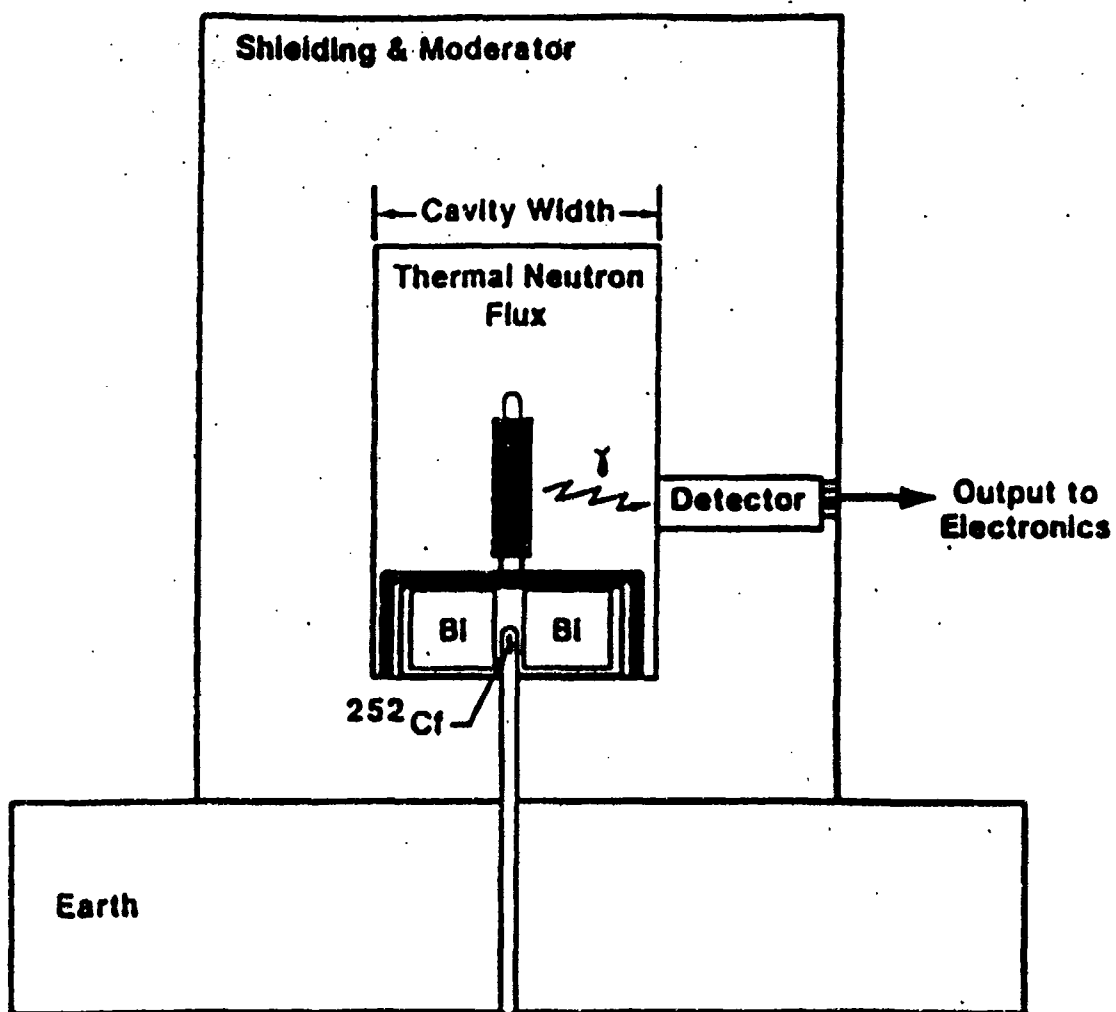 Shielding & Moderator
Cavity Width
Thermal Neutron
Flux
γ
Detector
Output to
Electronics
Bi
Bi
252Cf
Earth